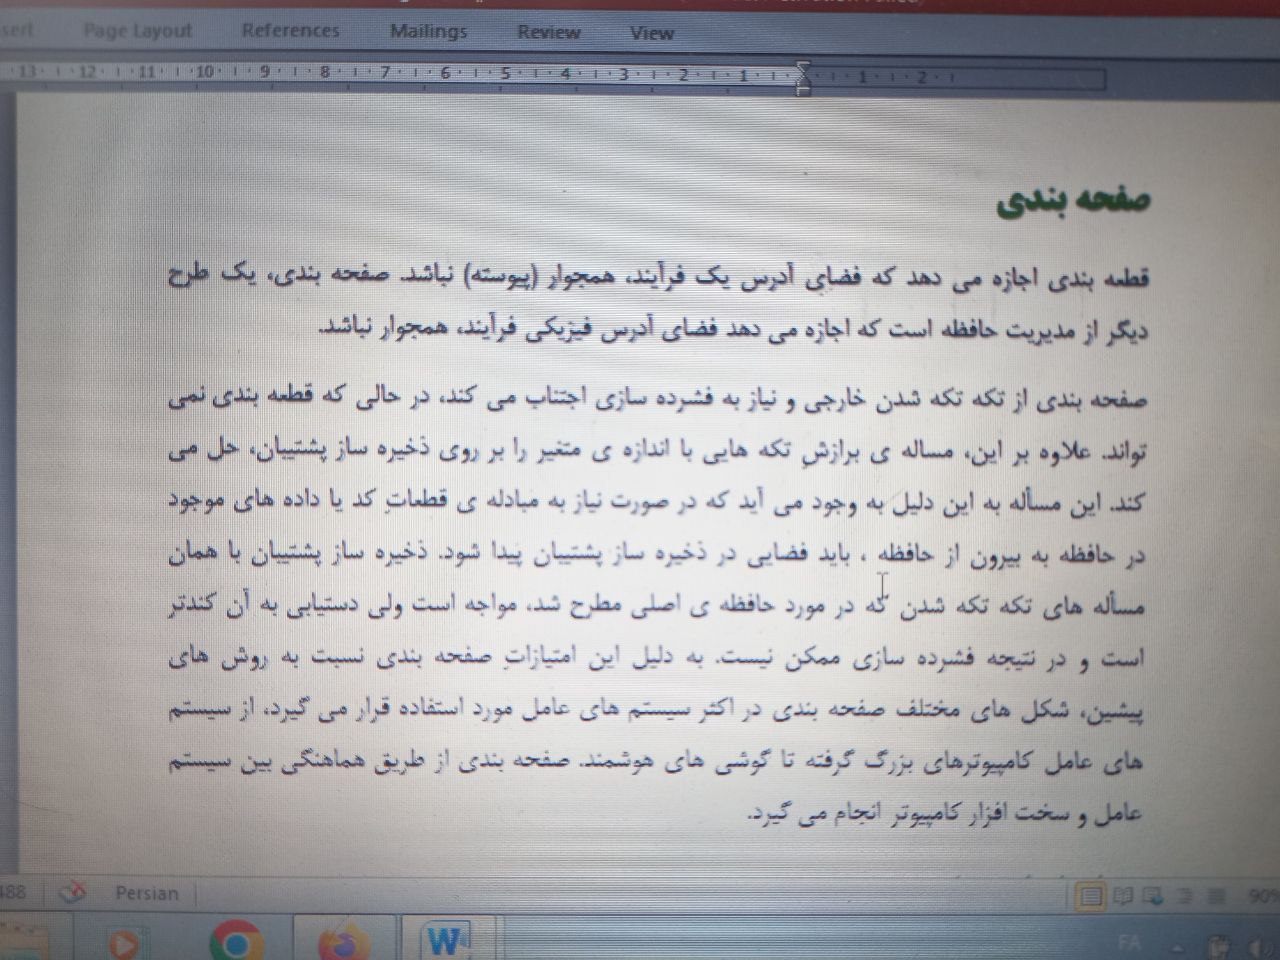 Page Layout References Mailings Review View
13 12 11 10 9 8 7 6 5 4 3 2 1 1 2
صفحه بندی
قطعه بندی اجازه می دهد که فضایِ آدرس یک فرآیند، همجوار (پیوسته) نباشد. صفحه بندی، یک طرح
دیگر از مدیریت حافظه است که اجازه می دهد فضای آدرس فیزیکی فرآیند، همجوار نباشد.
صفحه بندی از تکه تکه شدن خارجی و نیاز به فشرده سازی اجتناب می کند، در حالی که قطعه بندی نمی
تواند. علاوه بر این، مساله ی برازشِ تکه هایی با اندازه ی متغیر را بر روی ذخیره ساز پشتیبان، حل می
کند. این مسأله به این دلیل به وجود می آید که در صورت نیاز به مبادله ی قطعاتِ کد یا داده های موجود
در حافظه به بیرون از حافظه ، باید فضایی در ذخیره ساز پشتیبان پیدا شود. ذخیره ساز پشتیبان با همان
مسأله های تکه تکه شدن که در مورد حافظه ی اصلی مطرح شد، مواجه است ولی دستیابی به آن کندتر
است و در نتیجه فشرده سازی ممکن نیست. به دلیل این امتیازاتِ صفحه بندی نسبت به روش های
پیشین، شکل های مختلف صفحه بندی در اکثر سیستم های عامل مورد استفاده قرار می گیرد، از سیستم
های عامل کامپیوترهای بزرگ گرفته تا گوشی های هوشمند. صفحه بندی از طریق هماهنگی بین سیستم
عامل و سخت افزار کامپیوتر انجام می گیرد.
488 Persian 90%
FA